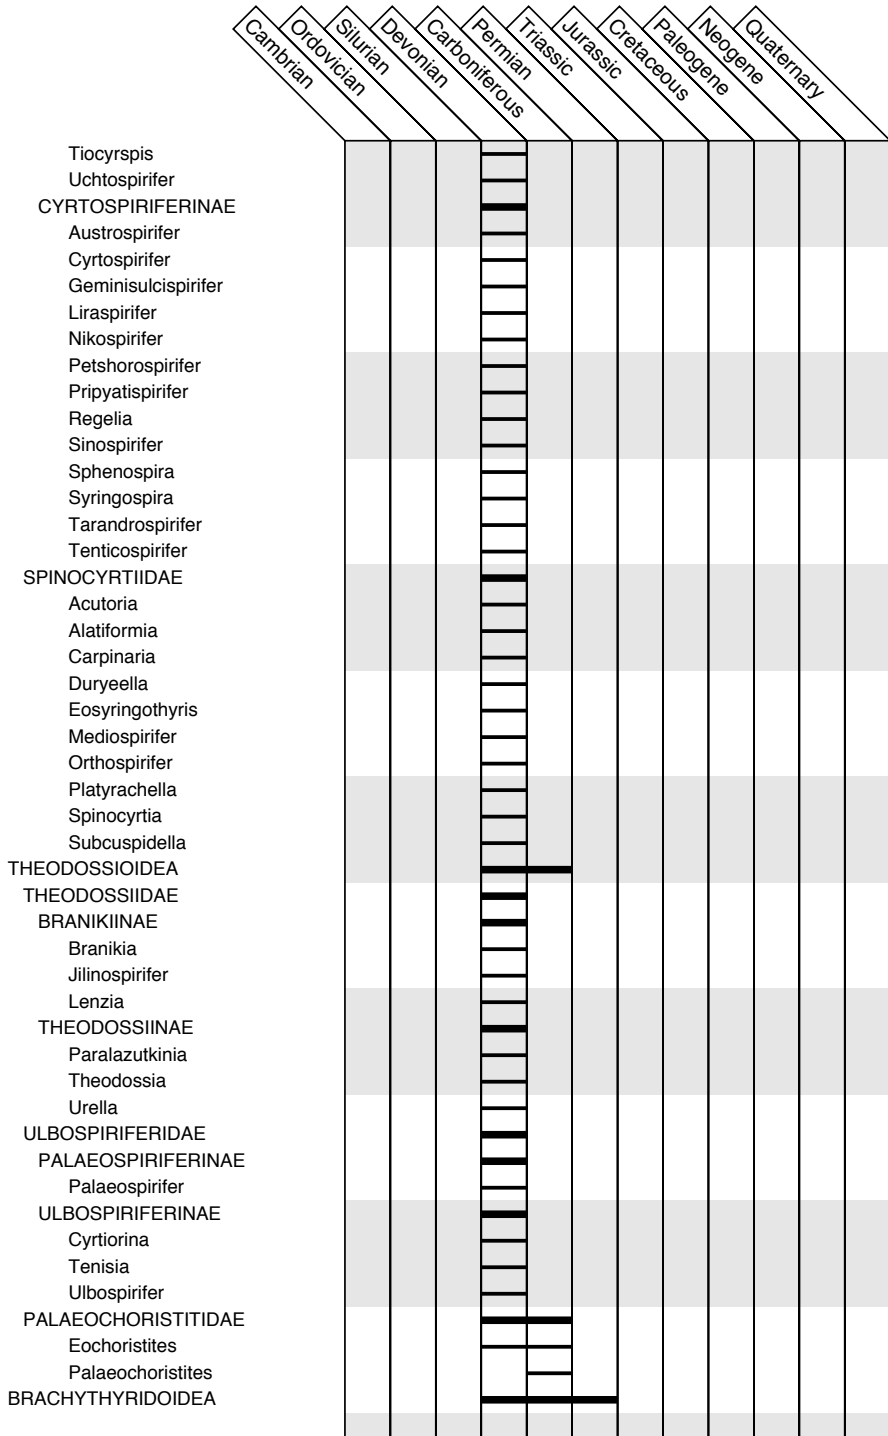 Cambrian
Ordovician
Silurian
Devonian
Carboniferous
Permian
Triassic
Jurassic
Cretaceous
Paleogene
Neogene
Quaternary
Tiocyrspis
Uchtospirifer
CYRTOSPIRIFERINAE
Austrospirifer
Cyrtospirifer
Geminisulcispirifer
Liraspirifer
Nikospirifer
Petshorospirifer
Pripyatispirifer
Regelia
Sinospirifer
Sphenospira
Syringospira
Tarandrospirifer
Tenticospirifer
SPINOCYRTIIDAE
Acutoria
Alatiformia
Carpinaria
Duryeella
Eosyringothyris
Mediospirifer
Orthospirifer
Platyrachella
Spinocyrtia
Subcuspidella
THEODOSSIOIDEA
THEODOSSIIDAE
BRANIKIINAE
Branikia
Jilinospirifer
Lenzia
THEODOSSIINAE
Paralazutkinia
Theodossia
Urella
ULBOSPIRIFERIDAE
PALAEOSPIRIFERINAE
Palaeospirifer
ULBOSPIRIFERINAE
Cyrtiorina
Tenisia
Ulbospirifer
PALAEOCHORISTITIDAE
Eochoristites
Palaeochoristites
BRACHYTHYRIDOIDEA